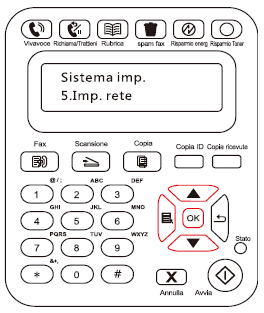 Vivavoce Richiama/Trattieni Rubrica spam fax Risparmio energ Risparmio Toner
Sistema imp.
5.Imp. rete
Fax Scansione Copia Copia ID Copie ricevute
@/: ABC DEF
1 2 3
GHI JKL MNO
4 5 6
OK
PQRS TUV WXYZ
7 8 9
Stato
&+,
* 0 #
X
Annulla Avvia